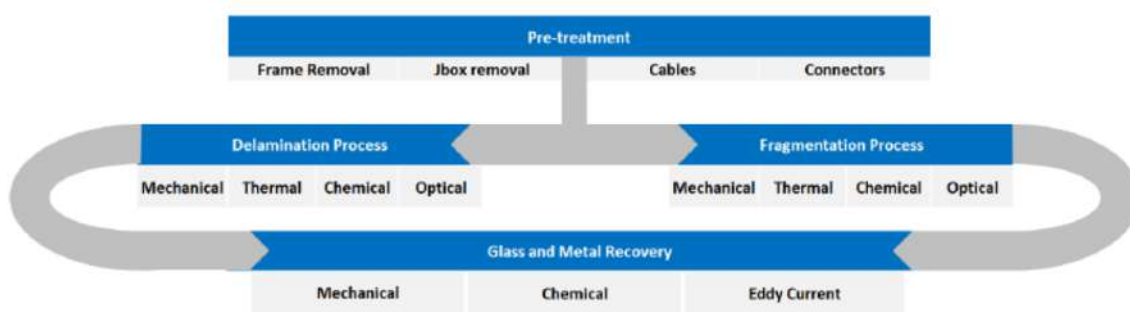 Pre-treatment
Frame Removal Jbox removal Cables Connectors
Delamination Process Fragmentation Process
Mechanical Thermal Chemical Optical Mechanical Thermal Chemical Optical
Glass and Metal Recovery
Mechanical Chemical Eddy Current